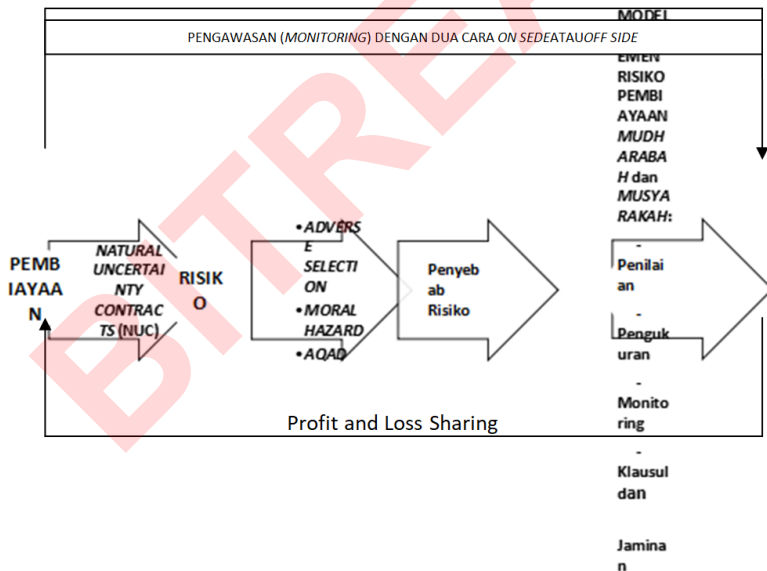 MODEL
PENGAWASAN (MONITORING) DENGAN DUA CARA ON SEDEATAUOFF SIDE
EMEN
RISIKO
PEMBI
AYAAN
MUDH
ARABA
H dan
MUSYA
RAKAH:
-
Penilai
an
-
Penguk
uran
-
Monito
ring
-
Klausul
dan
Jamina
n
PEMB
IAYAA
N
NATURAL
UNCERTAI
NTY
CONTRAC
TS (NUC)
RISIK
O
•ADVERS
E
SELECTI
ON
•MORAL
HAZARD
•AQAD
Penyeb
ab
Risiko
Profit and Loss Sharing
BITREA